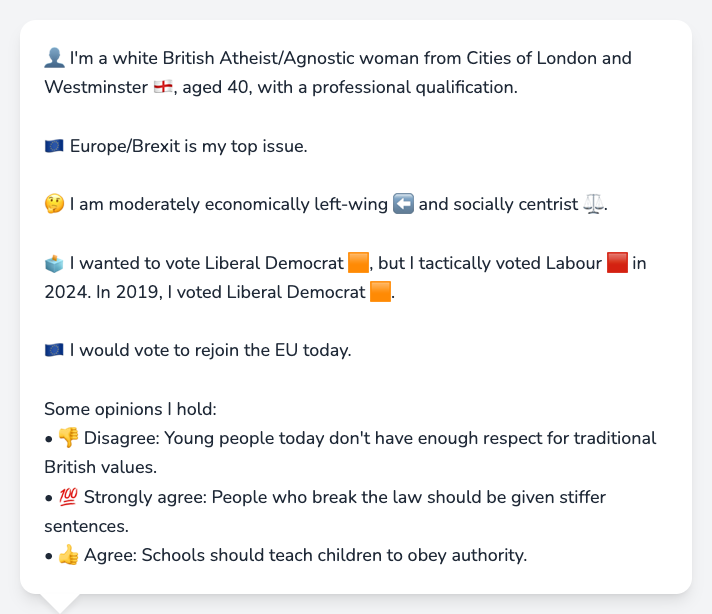 👤 I'm a white British Atheist/Agnostic woman from Cities of London and
Westminster 🏴󠁧󠁢󠁥󠁮󠁧󠁿, aged 40, with a professional qualification.
🇪🇺 Europe/Brexit is my top issue.
🤔 I am moderately economically left-wing ⬅️ and socially centrist ⚖️.
🗳️ I wanted to vote Liberal Democrat 🟧, but I tactically voted Labour 🟥 in
2024. In 2019, I voted Liberal Democrat 🟧.
🇪🇺 I would vote to rejoin the EU today.
Some opinions I hold:
• 👎 Disagree: Young people today don't have enough respect for traditional
British values.
• 💯 Strongly agree: People who break the law should be given stiffer
sentences.
• 👍 Agree: Schools should teach children to obey authority.